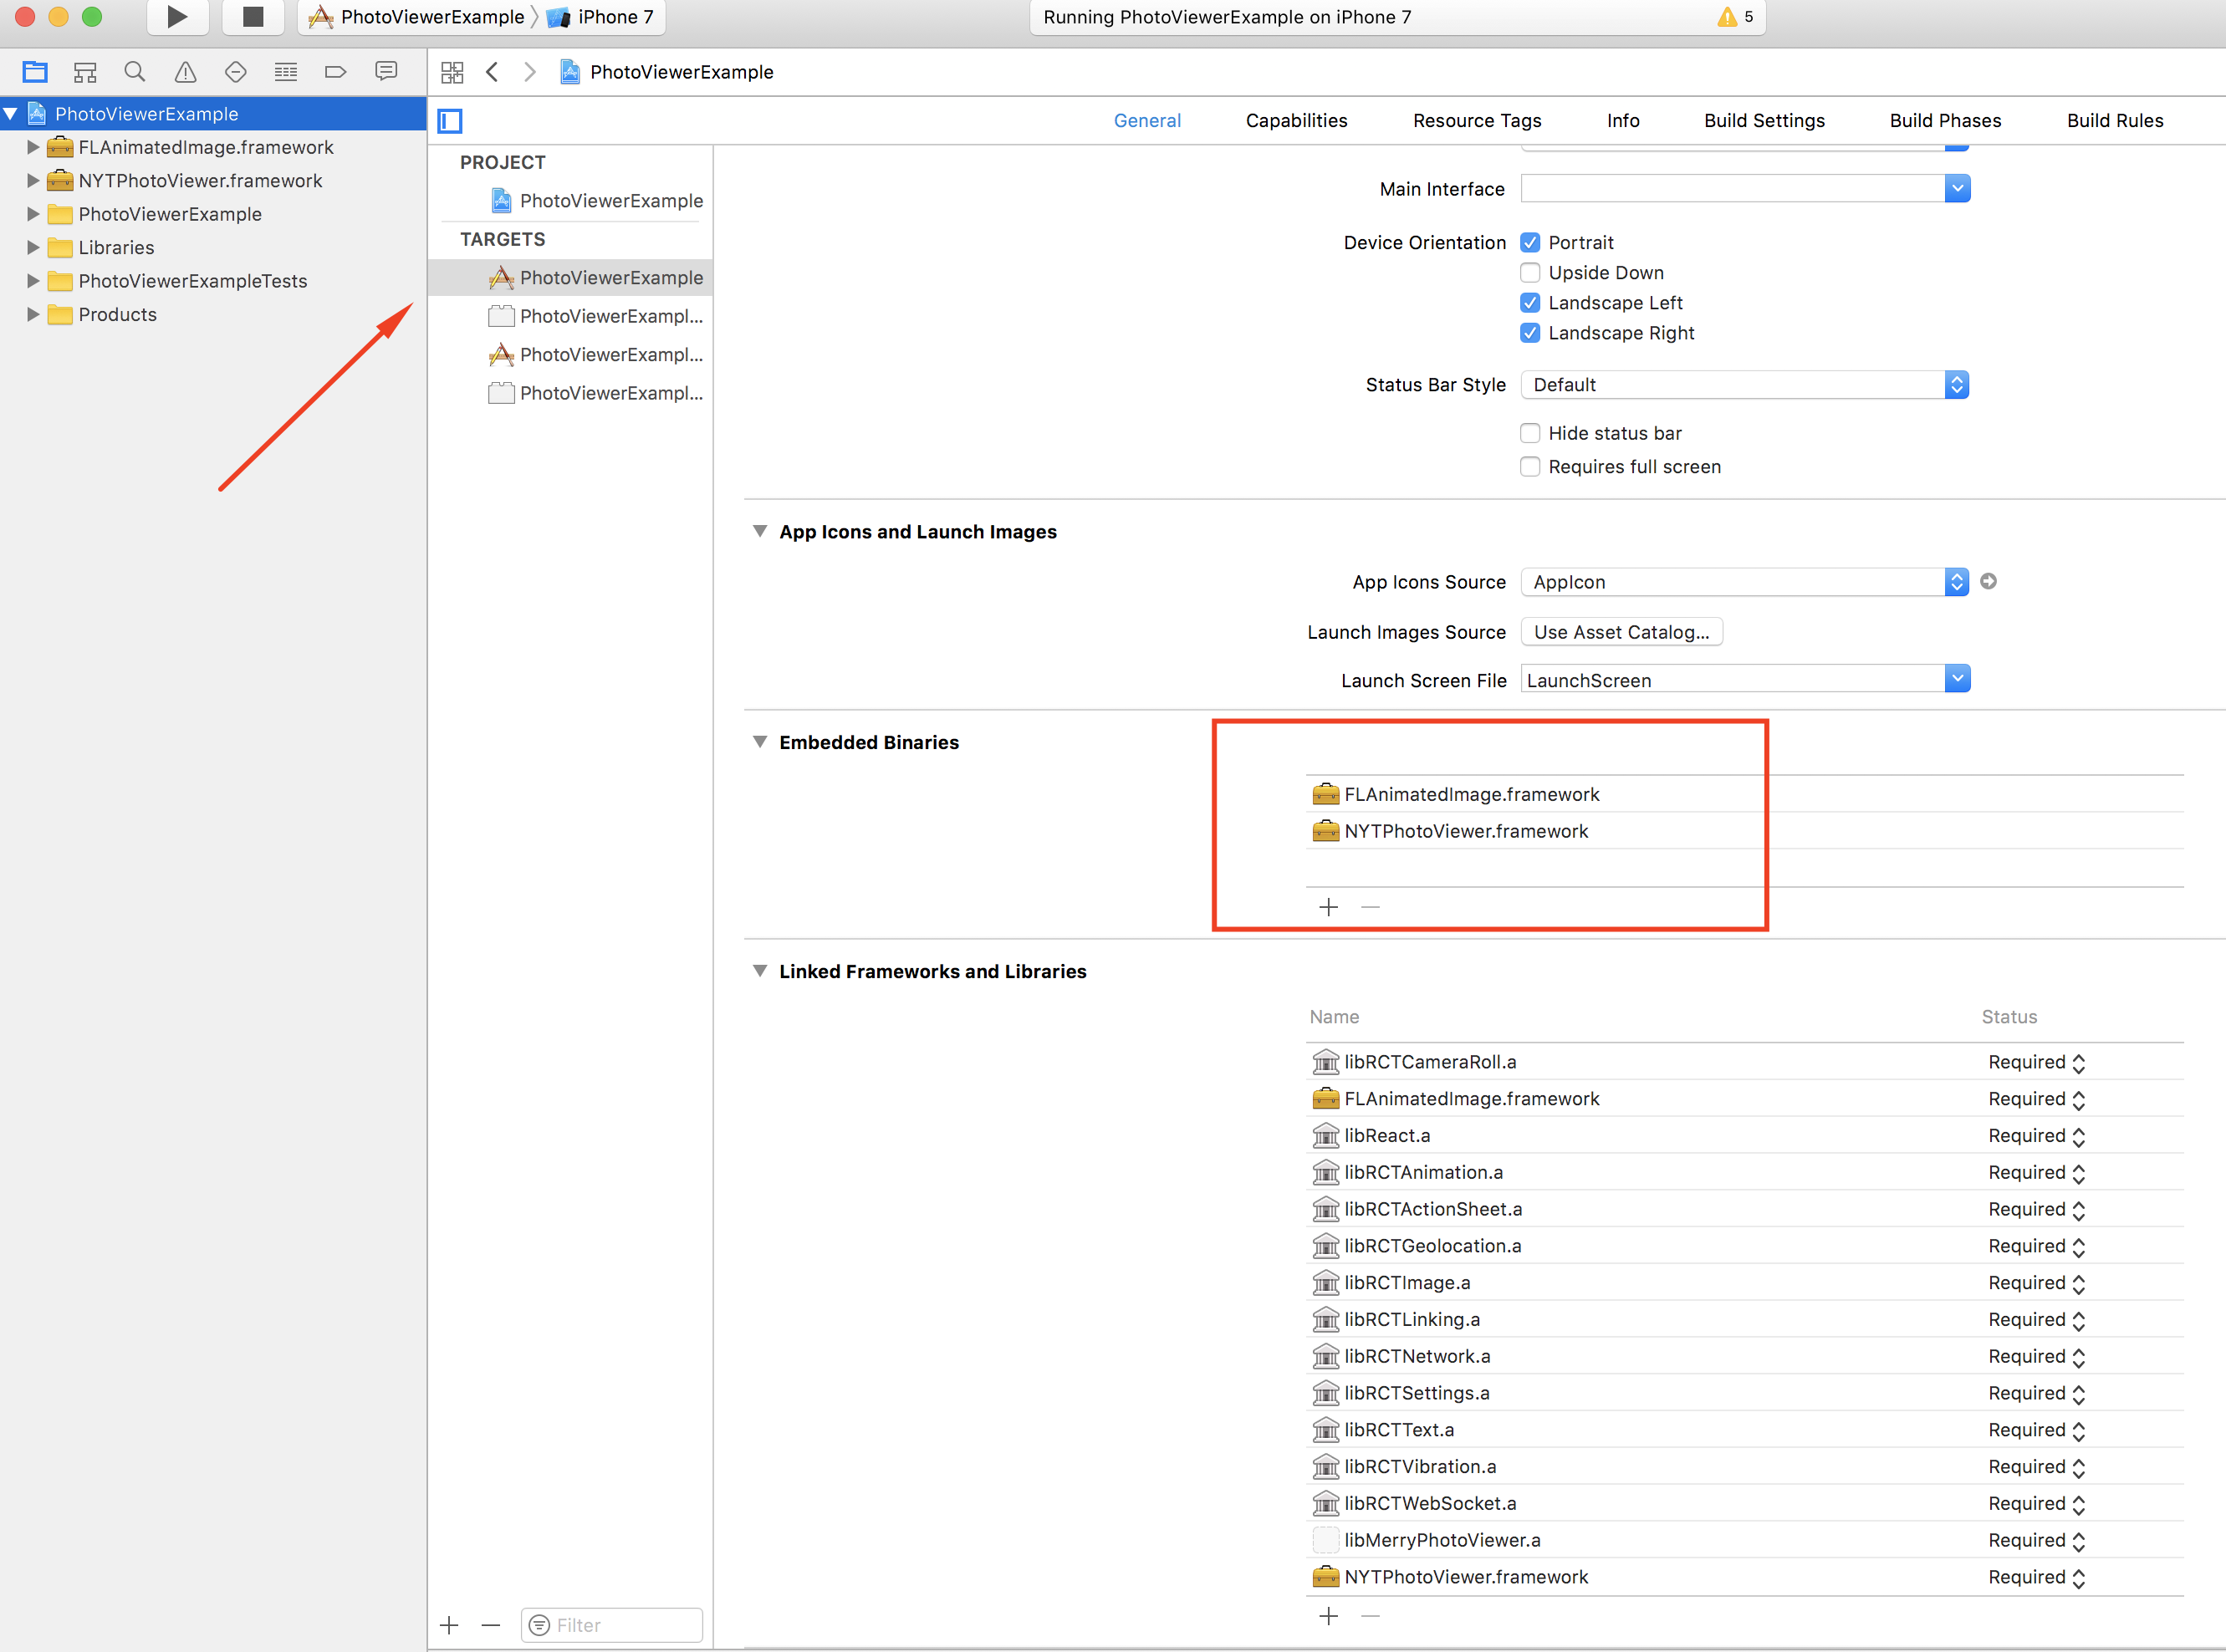 PhotoViewerExample iPhone 7
Running PhotoViewerExample on iPhone 7 5
PhotoViewerExample
PhotoViewerExample
FLAnimatedImage.framework
NYTPhotoViewer.framework
PhotoViewerExample
Libraries
PhotoViewerExampleTests
Products
General Capabilities Resource Tags Info Build Settings Build Phases Build Rules
PROJECT
PhotoViewerExample
TARGETS
PhotoViewerExample
PhotoViewerExampl...
PhotoViewerExampl...
PhotoViewerExampl...
Filter
Main Interface
Device Orientation Portrait
Upside Down
Landscape Left
Landscape Right
Status Bar Style Default
Hide status bar
Requires full screen
App Icons and Launch Images
App Icons Source AppIcon
Launch Images Source Use Asset Catalog...
Launch Screen File LaunchScreen
Embedded Binaries
FLAnimatedImage.framework
NYTPhotoViewer.framework
Linked Frameworks and Libraries
Name Status
libRCTCameraRoll.a Required
FLAnimatedImage.framework Required
libReact.a Required
libRCTAnimation.a Required
libRCTActionSheet.a Required
libRCTGeolocation.a Required
libRCTImage.a Required
libRCTLinking.a Required
libRCTNetwork.a Required
libRCTSettings.a Required
libRCTText.a Required
libRCTVibration.a Required
libRCTWebSocket.a Required
libMerryPhotoViewer.a Required
NYTPhotoViewer.framework Required